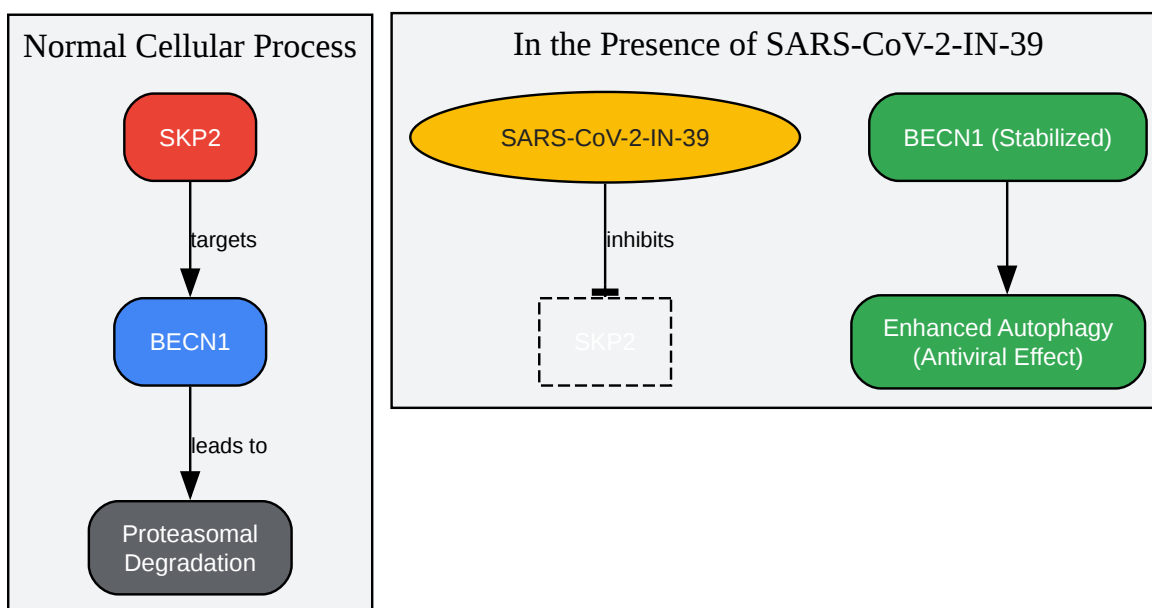 Normal Cellular Process
SKP2
targets
BECN1
leads to
Proteasomal
Degradation
In the Presence of SARS-CoV-2-IN-39
SARS-CoV-2-IN-39
inhibits
SKP2
BECN1 (Stabilized)
Enhanced Autophagy
(Antiviral Effect)